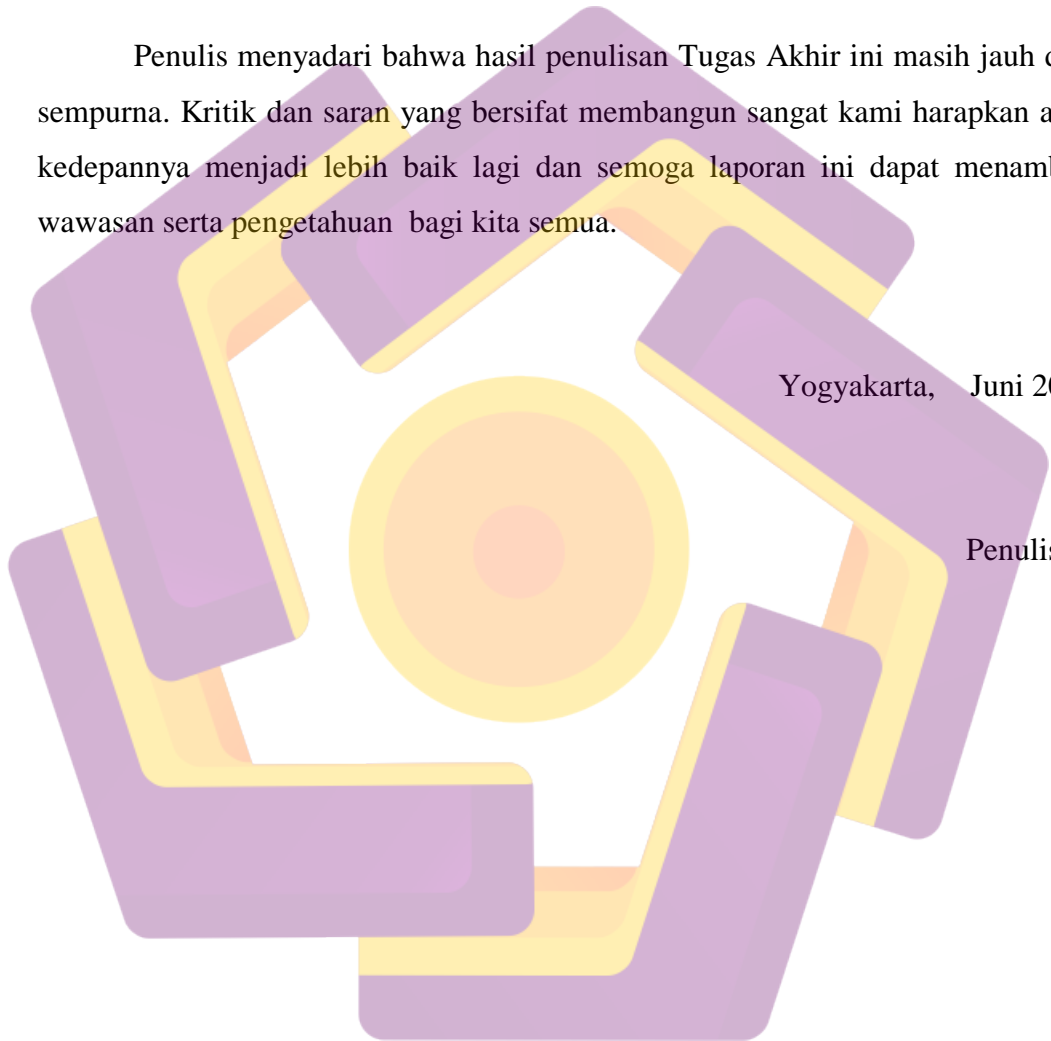 Penulis menyadari bahwa hasil penulisan Tugas Akhir ini masih jauh
sempurna. Kritik dan saran yang bersifat membangun sangat kami harapkan
kedepannya menjadi lebih baik lagi dan semoga laporan ini dapat
wawasan serta pengetahuan bagi kita semua.
Yogyakarta, Juni
Penulis